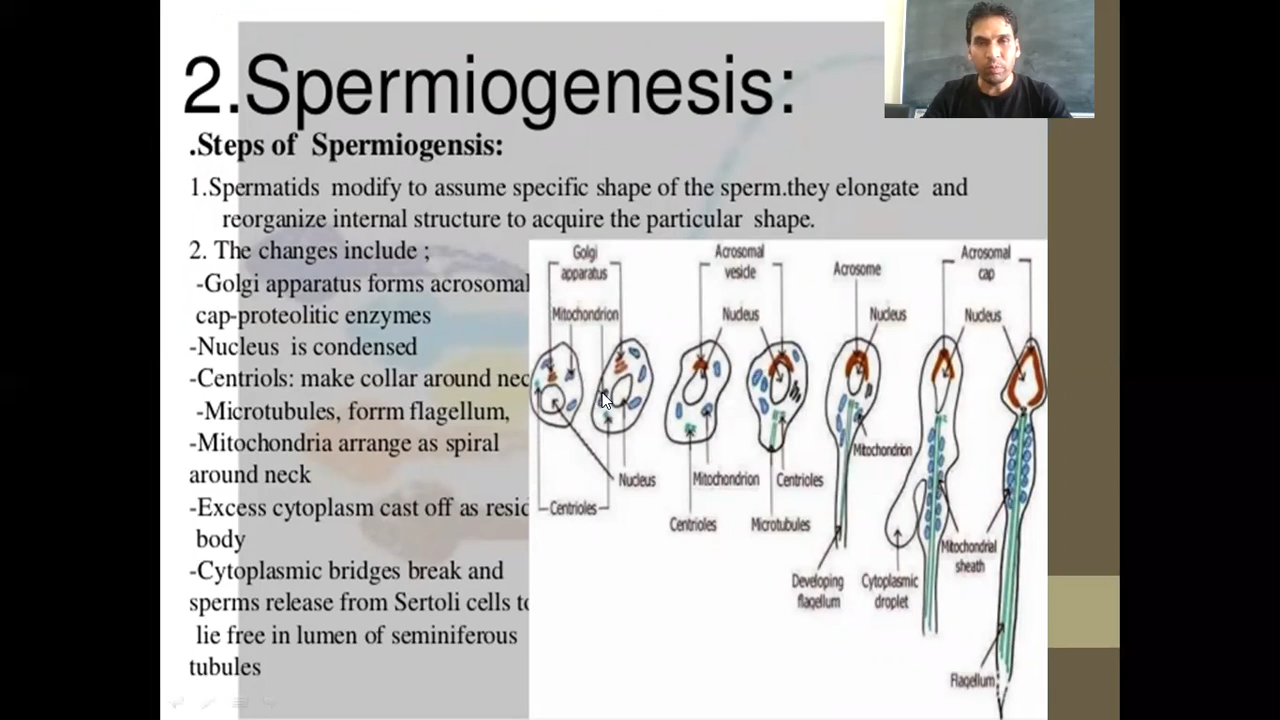 2.Spermiogenesis:
.Steps of Spermiogensis:
1.Spermatids modify to assume specific shape of the sperm.they elongate and
reorganize internal structure to acquire the particular shape.
2. The changes include ;
-Golgi apparatus forms acrosomal
cap-proteolitic enzymes
-Nucleus is condensed
-Centriols: make collar around
-Microtubules, forrm flagellum,
-Mitochondria arrange as spiral
around neck
-Excess cytoplasm cast off as
body
-Cytoplasmic bridges break and
sperms release from Sertoli cells to
lie free in lumen of seminiferous
tubules
Golgi
apparatus
Acrosomal
vesicle
Acrosome
Acrosomal
cap
Mitochondrion
Nucleus
Nucleus
Nucleus
Mitochondrion
Nucleus
Mitochondrion
Centrioles
Centrioles
Centrioles
Microtubules
Mitochondrial
sheath
Developing
flagellum
Cytoplasmic
droplet
Flagellum